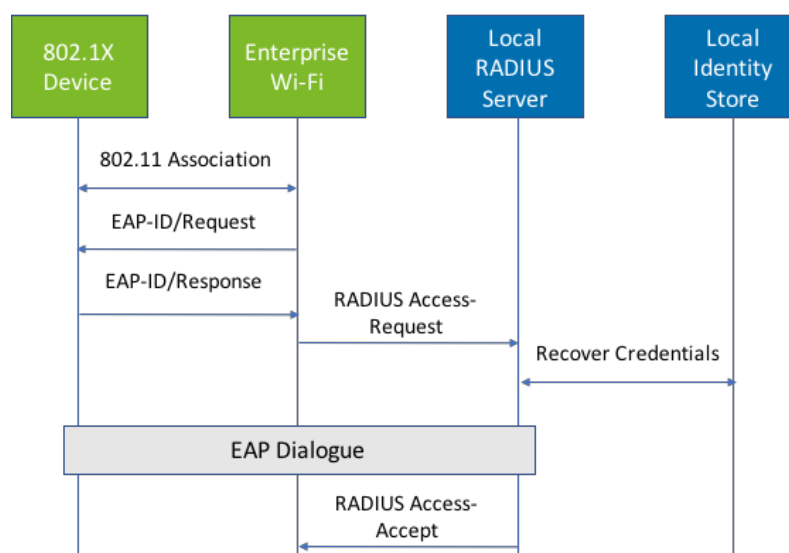 802.1X
Device
Enterprise
Wi-Fi
Local
RADIUS
Server
Local
Identity
Store
802.11 Association
EAP-ID/Request
EAP-ID/Response
RADIUS Access-
Request
Recover Credentials
EAP Dialogue
RADIUS Access-
Accept